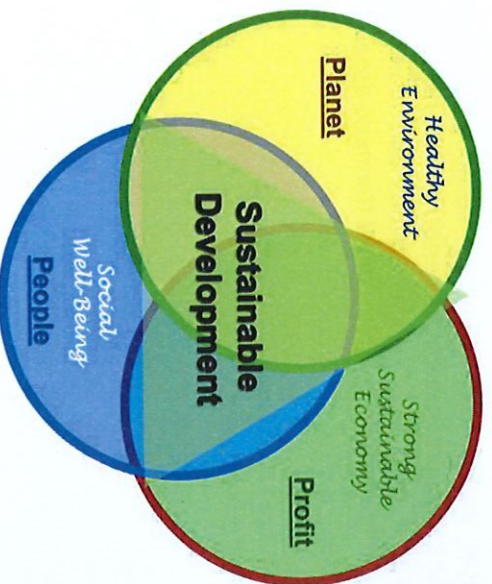 Healthy
Environment
Planet
Strong
Sustainable
Economy
Profit
Sustainable
Development
Social
Well-Being
People